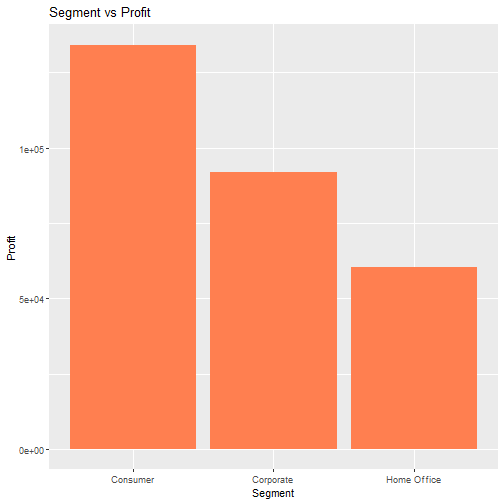 Segment vs Profit
Profit
1e+05
5e+04
0e+00
Consumer Corporate Home Office
Segment